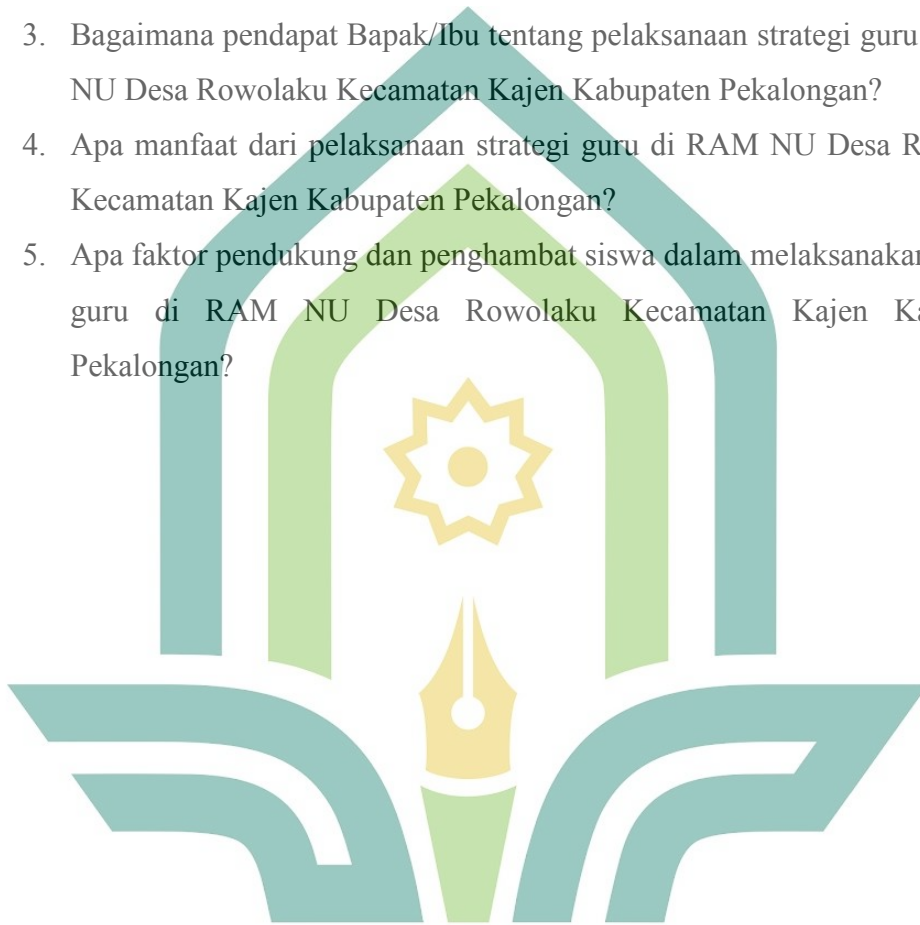 3. Bagaimana pendapat Bapak/Ibu tentang pelaksanaan strategi guru
NU Desa Rowolaku Kecamatan Kajen Kabupaten Pekalongan?
4. Apa manfaat dari pelaksanaan strategi guru di RAM NU Desa R
Kecamatan Kajen Kabupaten Pekalongan?
5. Apa faktor pendukung dan penghambat siswa dalam melaksanakan
guru di RAM NU Desa Rowolaku Kecamatan Kajen Ka
Pekalongan?